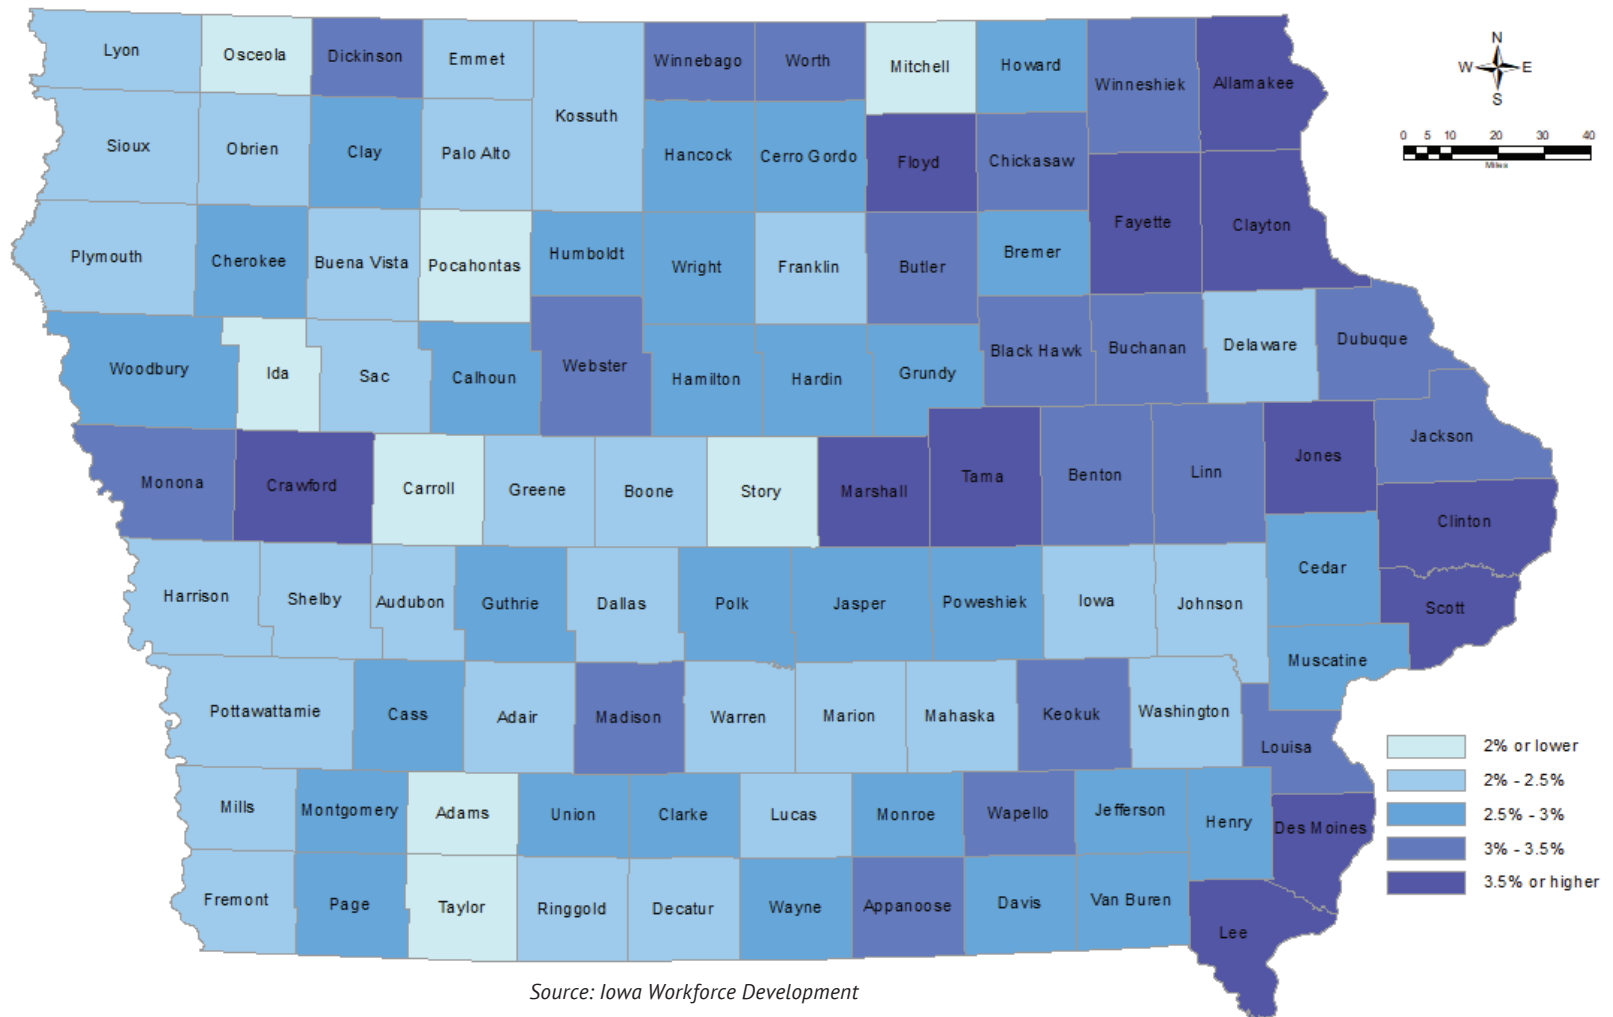 Lyon
Osceola
Dickinson
Emmet
Kossuth
Winnebago
Worth
Mitchell
Howard
Winneshiek
Allamakee
N
W
E
S
0 5 10 20 30 40
Miles
Sioux
Obrien
Clay
Palo Alto
Hancock
Cerro Gordo
Floyd
Chickasaw
Fayette
Clayton
Plymouth
Cherokee
Buena Vista
Pocahontas
Humboldt
Wright
Franklin
Butler
Bremer
Woodbury
Ida
Sac
Calhoun
Webster
Hamilton
Hardin
Grundy
Black Hawk
Buchanan
Delaware
Dubuque
Monona
Crawford
Carroll
Greene
Boone
Story
Marshall
Tama
Benton
Linn
Jones
Jackson
Clinton
Harrison
Shelby
Audubon
Guthrie
Dallas
Polk
Jasper
Poweshiek
Iowa
Johnson
Cedar
Scott
Muscatine
Pottawattamie
Cass
Adair
Madison
Warren
Marion
Mahaska
Keokuk
Washington
Louisa
Mills
Montgomery
Adams
Union
Clarke
Lucas
Monroe
Wapello
Jefferson
Henry
Des Moines
Fremont
Page
Taylor
Ringgold
Decatur
Wayne
Appanoose
Davis
Van Buren
Lee
2% or lower
2% - 2.5%
2.5% - 3%
3% - 3.5%
3.5% or higher
Source: Iowa Workforce Development